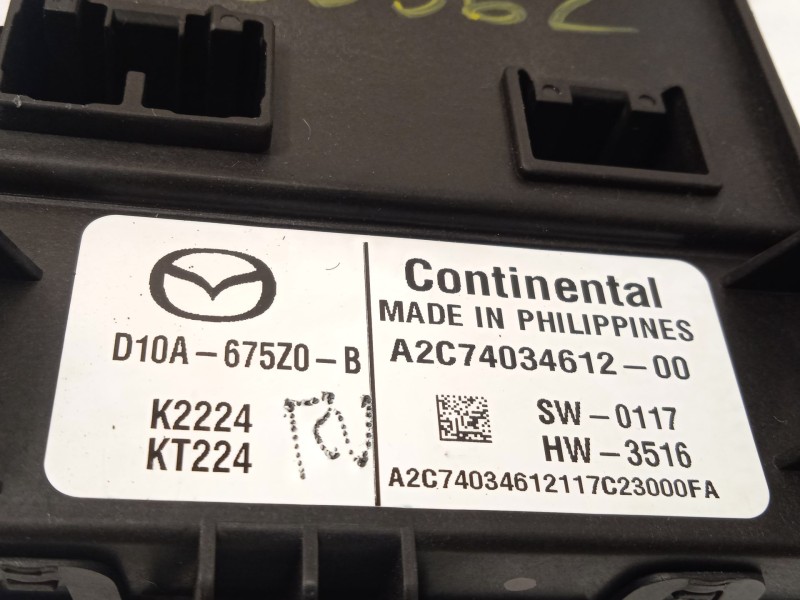 D10A-675Z0-B
K2224
KT224
Continental
MADE IN PHILIPPINES
A2C74034612-00
SW-0117
HW-3516
A2C74034612117C23000FA